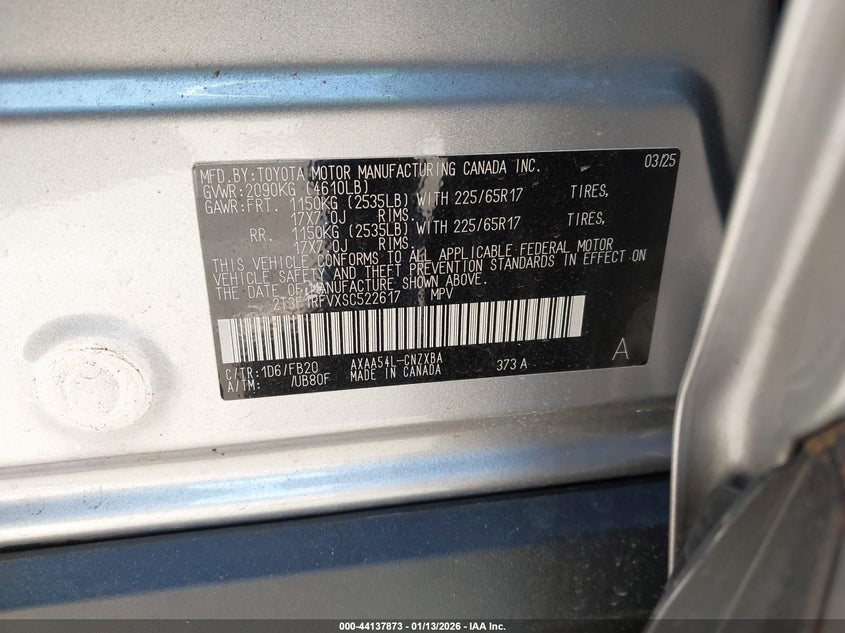 MFD.BY:TOYOTA MOTOR MANUFACTURING CANADA INC. 03/25
GVWR:2090KG (4610LB)
GAWR:FRT. 1150KG (2535LB) WITH 225/65R17 TIRES,
17X7.0J RIMS.
RR. 1150KG (2535LB) WITH 225/65R17 TIRES,
17X7.0J RIMS.
THIS VEHICLE CONFORMS TO ALL APPLICABLE FEDERAL MOTOR
VEHICLE SAFETY AND THEFT PREVENTION STANDARDS IN EFFECT ON
THE DATE OF MANUFACTURE SHOWN ABOVE.
MPV
C/TR:1D6/FB20 AXAA54L-CNZXBA 373 A A
A/TM: /UB80F MADE IN CANADA
000-44137873 - 01/13/2026 - IAA Inc.